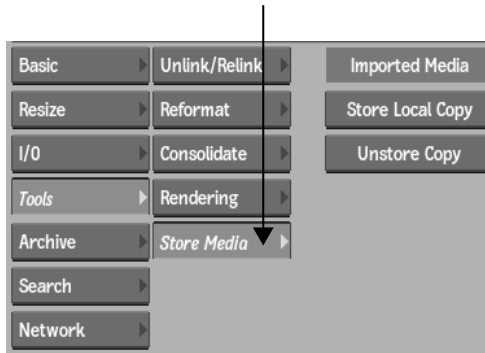 Basic
Unlink/Relink
Imported Media
Resize
Reformat
Store Local Copy
I/O
Consolidate
Unstore Copy
Tools
Rendering
Archive
Store Media
Search
Network